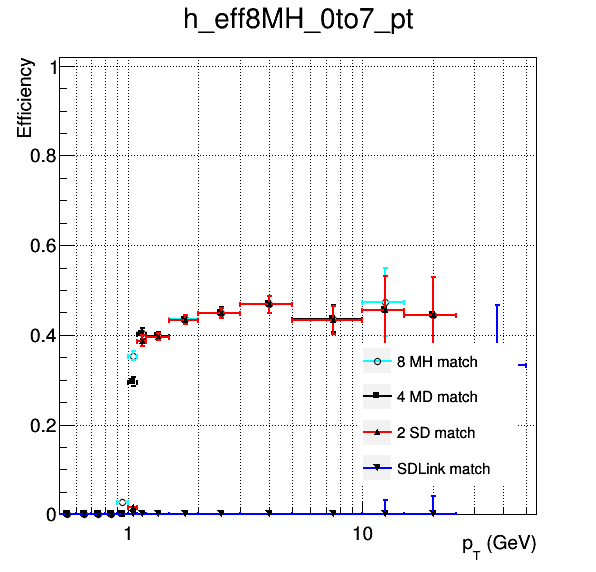 h_eff8MH_0to7_pt
Efficiency
1
0.8
0.6
0.4
0.2
0
8 MH match
4 MD match
2 SD match
SDLink match
1
10
p_T (GeV)